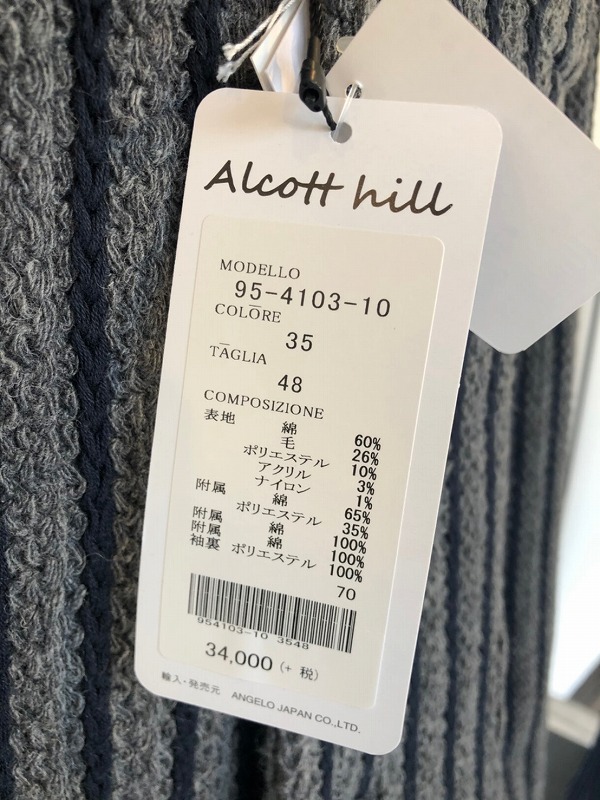 Alcott hill
MODELLO
95-4103-10
COLORE
35
TAGLIA
48
COMPOSIZIONE
表地 綿 60%
毛 26%
ポリエステル 10%
アクリル 3%
ナイロン 1%
附属 綿 65%
ポリエステル 35%
附属 綿 100%
附属 綿 100%
袖裏 ポリエステル 100%
70
954103-10 3548
34,000 (+ 税)
輸入・発売元 ANGELO JAPAN CO.,LTD.